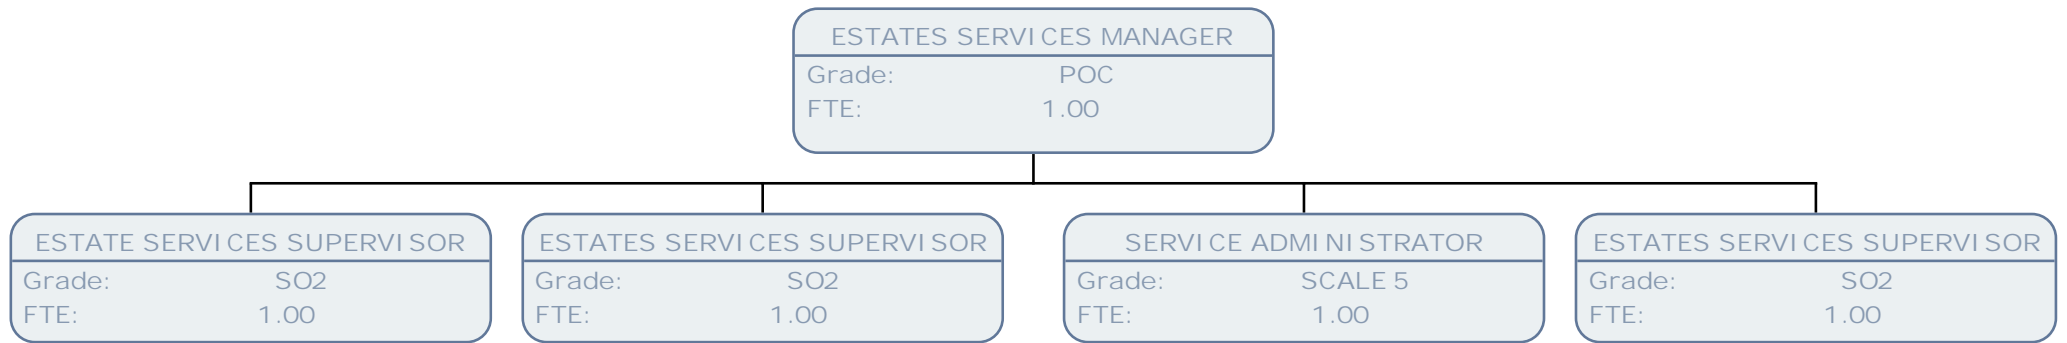 ESTATES SERVICES MANAGER
Grade: POC
FTE: 1.00
ESTATE SERVICES SUPERVISOR
Grade: SO2
FTE: 1.00
ESTATES SERVICES SUPERVISOR
Grade: SO2
FTE: 1.00
SERVICE ADMINISTRATOR
Grade: SCALE 5
FTE: 1.00
ESTATES SERVICES SUPERVISOR
Grade: SO2
FTE: 1.00